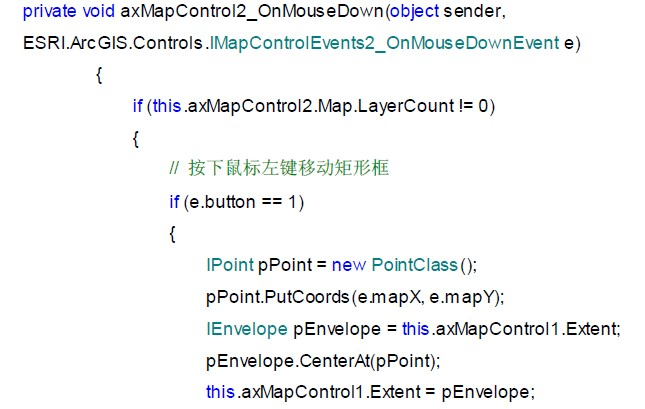 private void axMapControl2_OnMouseDown(object sender,
ESRI.ArcGIS.Controls.IMapControlEvents2_OnMouseDownEvent e)
{
if (this.axMapControl2.Map.LayerCount != 0)
{
// 按下鼠标左键移动矩形框
if (e.button == 1)
{
IPoint pPoint = new PointClass();
pPoint.PutCoords(e.mapX, e.mapY);
IEnvelope pEnvelope = this.axMapControl1.Extent;
pEnvelope.CenterAt(pPoint);
this.axMapControl1.Extent = pEnvelope;